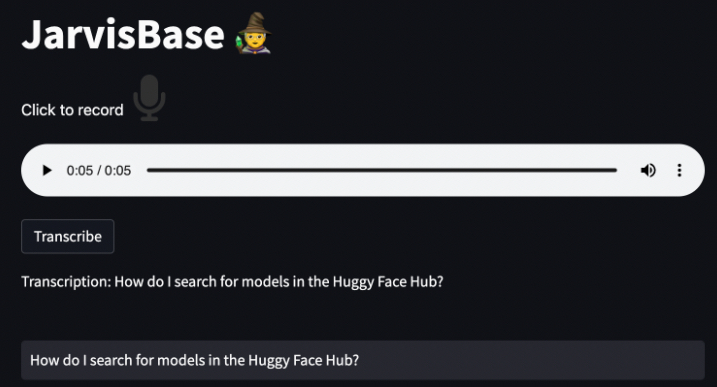 JarvisBase 🧙
Click to record
0:05 / 0:05
Transcribe
Transcription: How do I search for models in the Huggy Face Hub?
How do I search for models in the Huggy Face Hub?